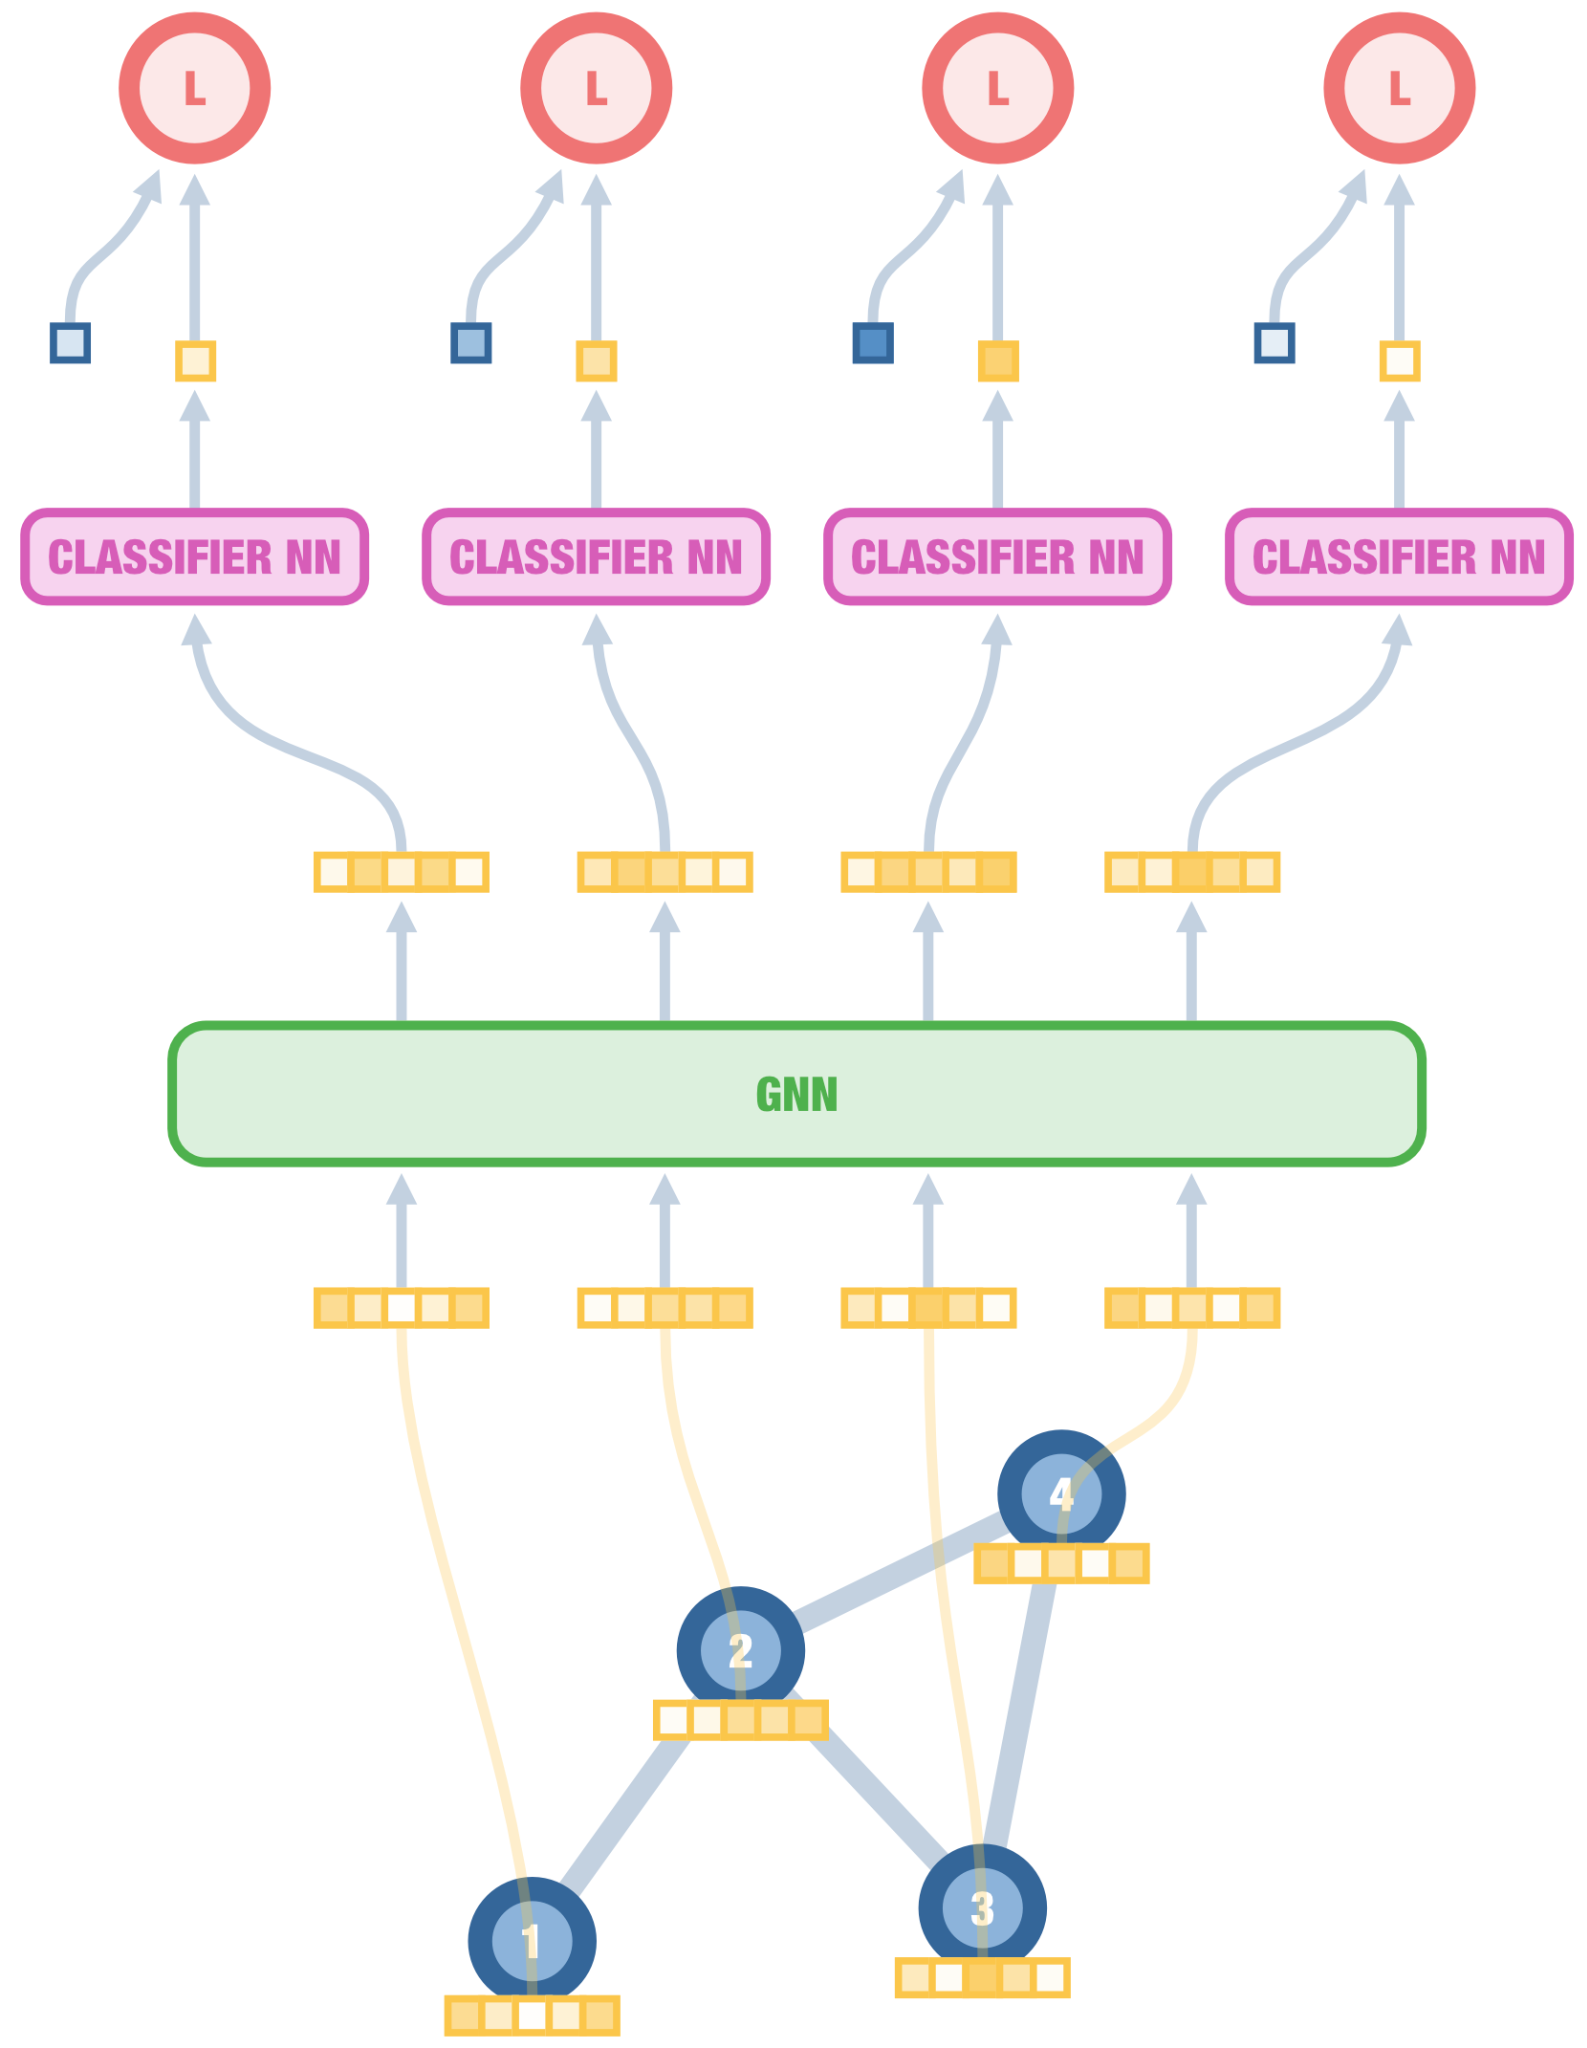 L L L L
CLASSIFIER NN CLASSIFIER NN CLASSIFIER NN CLASSIFIER NN
GNN
4
2
3
1